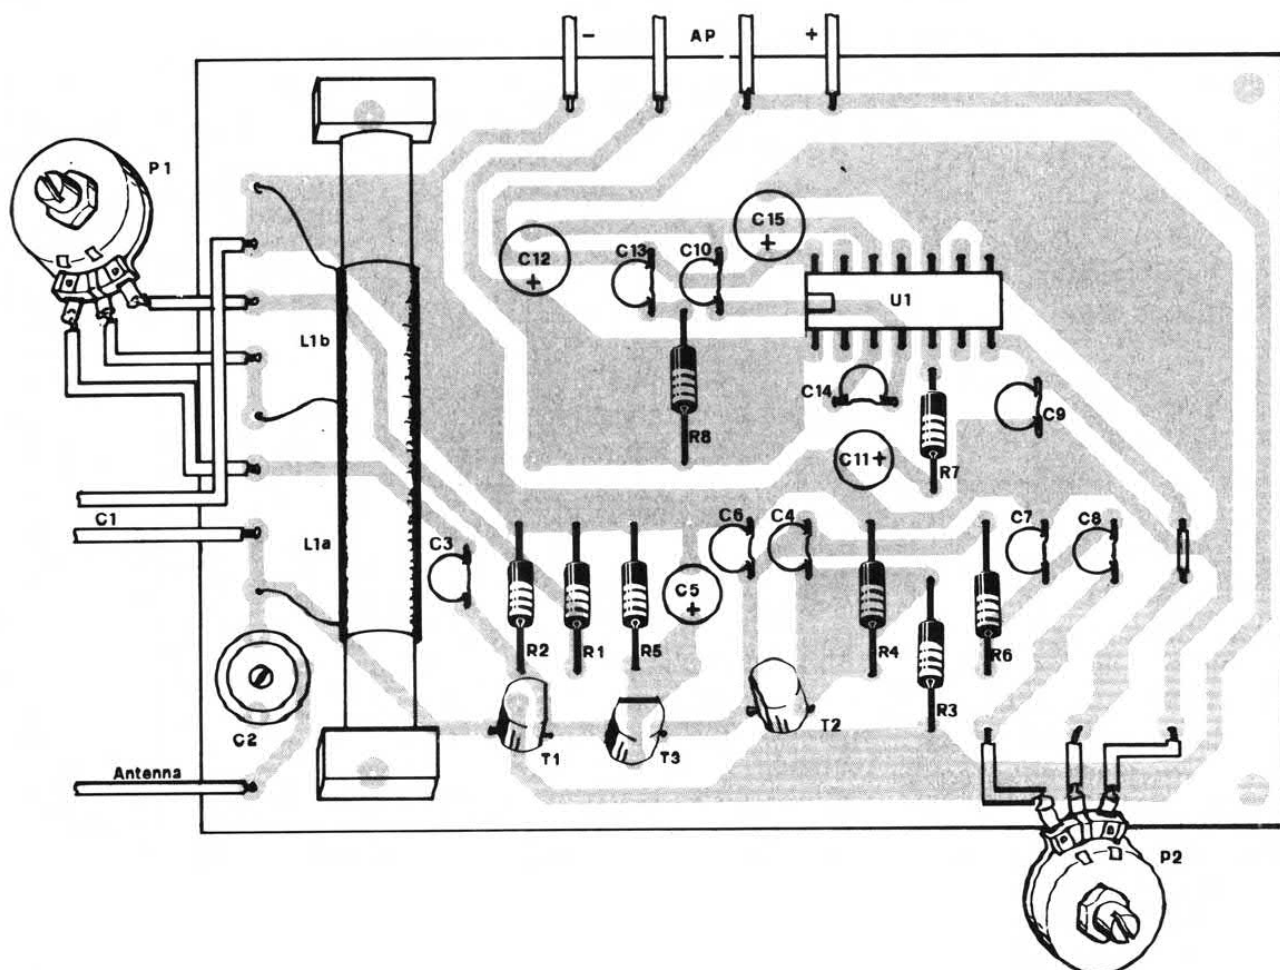 - AP +
P1
C15
C13 C10
C12
+
+
U1
L1b
C14
C9
R8
C11 +
R7
C1
C6 C4
C7 C8
L1a
C3
C5
+
R2 R1 R5
R4
R6
R3
C2
T2
T1
T3
Antenna
P2